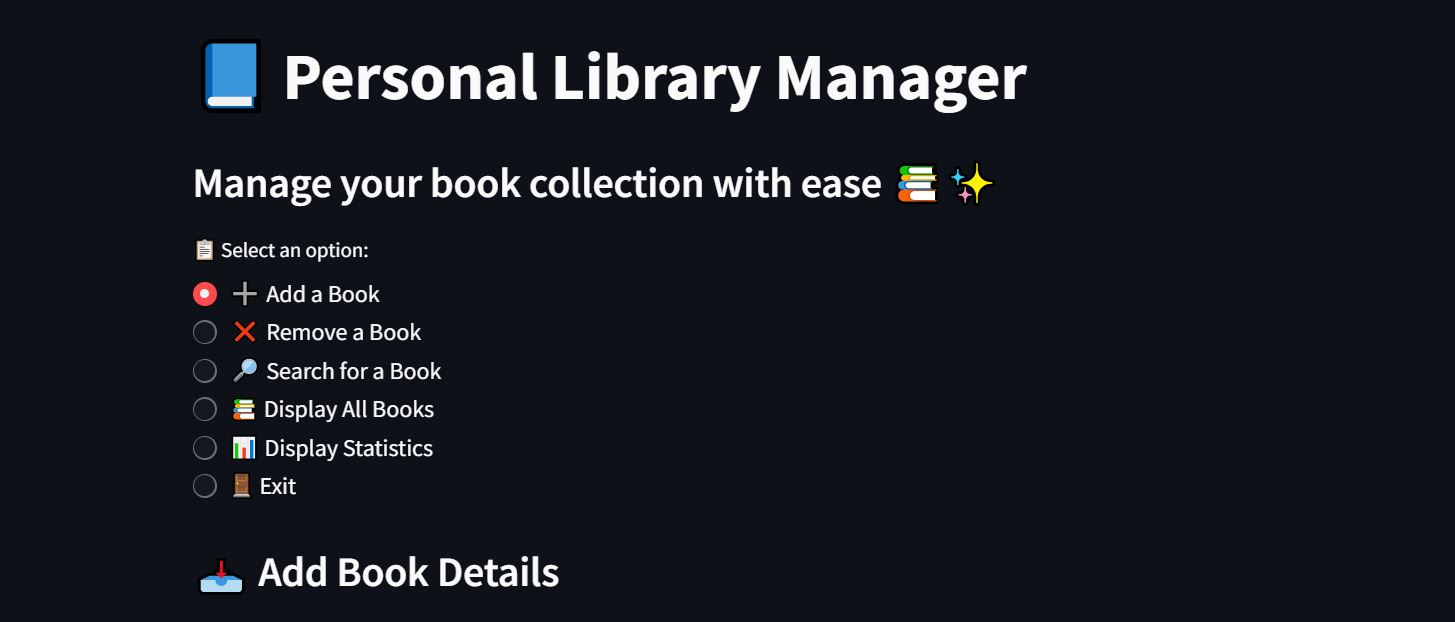 📘 Personal Library Manager
Manage your book collection with ease 📚 ✨
📋 Select an option:
➕ Add a Book
❌ Remove a Book
🔎 Search for a Book
📚 Display All Books
📊 Display Statistics
🚪 Exit
📥 Add Book Details